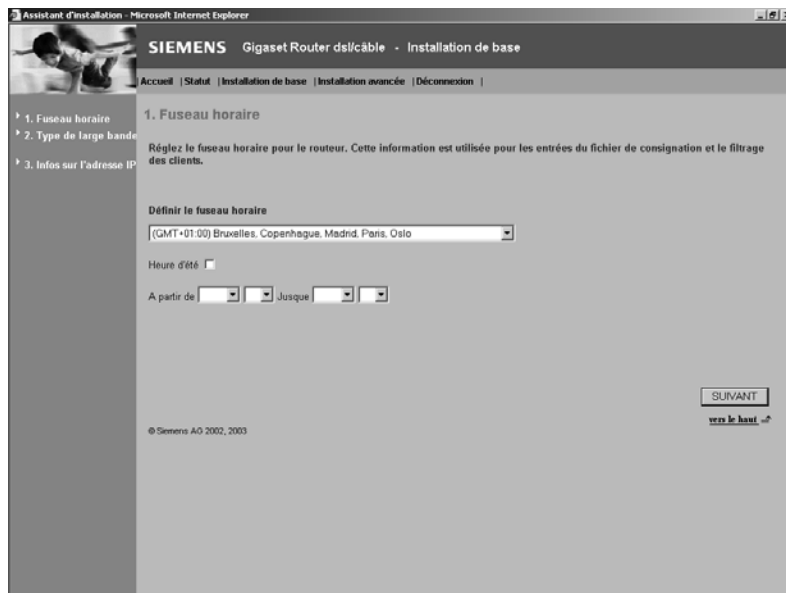 Assistant d'installation - Microsoft Internet Explorer
SIEMENS Gigaset Router dsl/câble - Installation de base
Accueil | Statut | Installation de base | Installation avancée | Déconnexion |
1. Fuseau horaire
2. Type de large bande
3. Infos sur l'adresse IP
1. Fuseau horaire
Réglez le fuseau horaire pour le routeur. Cette information est utilisée pour les entrées du fichier de consignation et le filtrage
des clients.
Définir le fuseau horaire
(GMT+01:00) Bruxelles, Copenhague, Madrid, Paris, Oslo
Heure d'été
A partir de Jusque
SUIVANT
vers le haut
© Siemens AG 2002, 2003